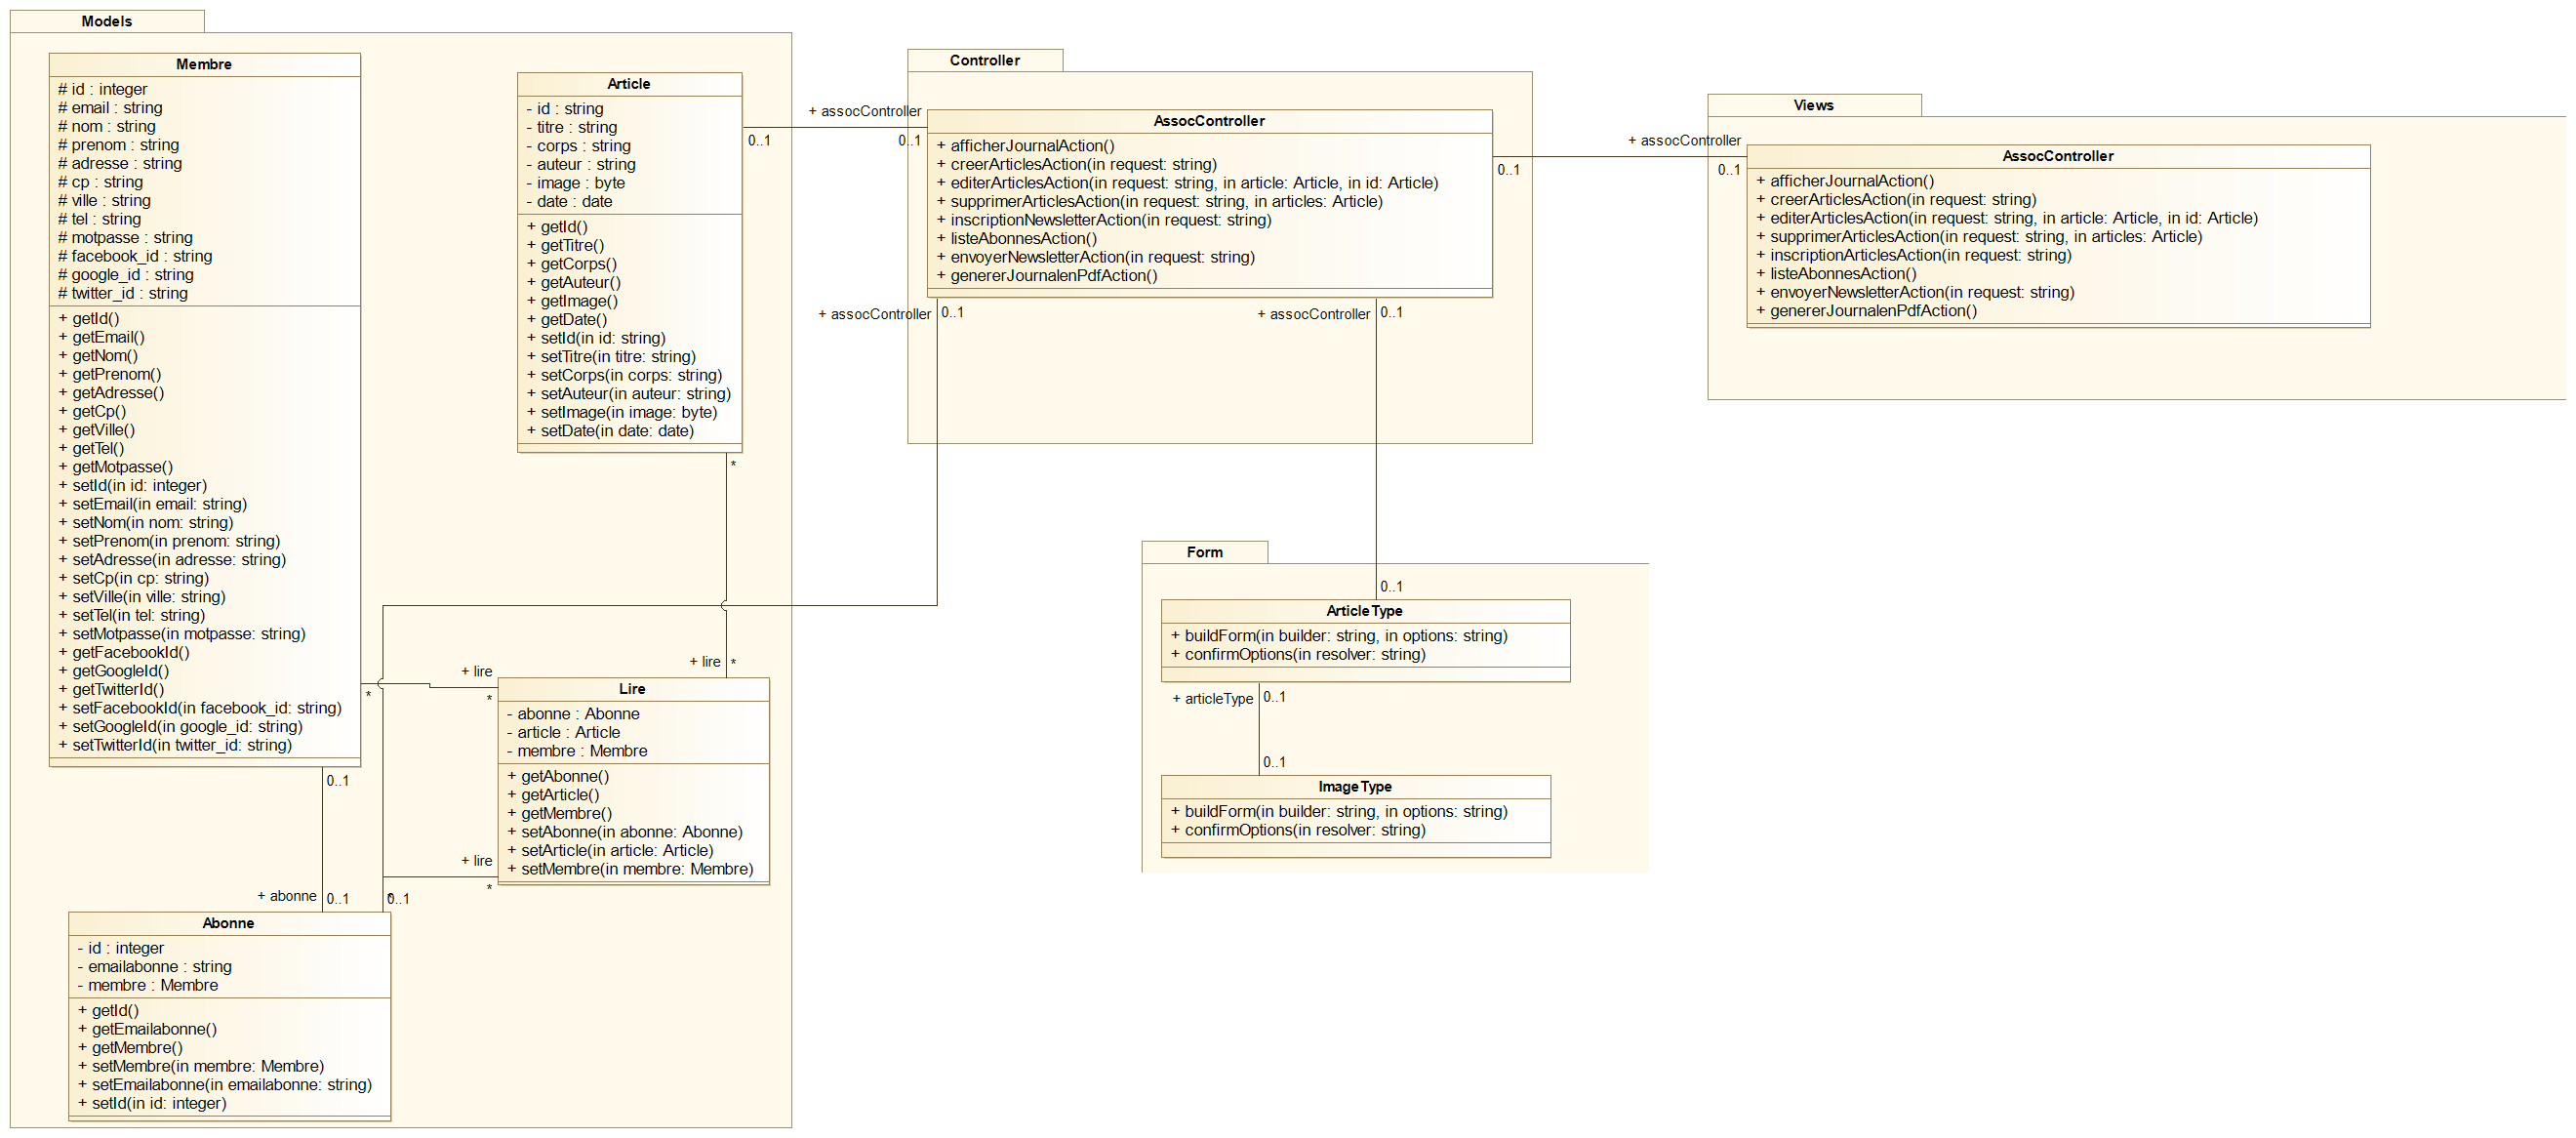 Models
Membre
# id : integer
# email : string
# nom : string
# prenom : string
# adresse : string
# cp : string
# ville : string
# tel : string
# motpasse : string
# facebook_id : string
# google_id : string
# twitter_id : string
+ getId()
+ getEmail()
+ getNom()
+ getPrenom()
+ getAdresse()
+ getCp()
+ getVille()
+ getTel()
+ getMotpasse()
+ setId(in id: integer)
+ setEmail(in email: string)
+ setNom(in nom: string)
+ setPrenom(in prenom: string)
+ setAdresse(in adresse: string)
+ setCp(in cp: string)
+ setVille(in ville: string)
+ setTel(in tel: string)
+ setMotpasse(in motpasse: string)
+ getFacebookId()
+ getGoogleId()
+ getTwitterId()
+ setFacebookId(in facebook_id: string)
+ setGoogleId(in google_id: string)
+ setTwitterId(in twitter_id: string)
Article
- id : string
- titre : string
- corps : string
- auteur : string
- image : byte
- date : date
+ getId()
+ getTitre()
+ getCorps()
+ getAuteur()
+ getImage()
+ getDate()
+ setId(in id: string)
+ setTitre(in titre: string)
+ setCorps(in corps: string)
+ setAuteur(in auteur: string)
+ setImage(in image: byte)
+ setDate(in date: date)
+ assocController
0..1
0..1
*
+ lire
*
+ lire
*
*
Lire
- abonne : Abonne
- article : Article
- membre : Membre
+ getAbonne()
+ getArticle()
+ getMembre()
+ setAbonne(in abonne: Abonne)
+ setArticle(in article: Article)
+ setMembre(in membre: Membre)
+ lire
*
0..1
+ abonne
0..1
*
0..1
Abonne
- id : integer
- emailabonne : string
- membre : Membre
+ getId()
+ getEmailabonne()
+ getMembre()
+ setMembre(in membre: Membre)
+ setEmailabonne(in emailabonne: string)
+ setId(in id: integer)
Controller
AssocController
+ afficherJournalAction()
+ creerArticlesAction(in request: string)
+ editerArticlesAction(in request: string, in article: Article, in id: Article)
+ supprimerArticlesAction(in request: string, in articles: Article)
+ inscriptionNewsletterAction(in request: string)
+ listeAbonnesAction()
+ envoyerNewsletterAction(in request: string)
+ genererJournalenPdfAction()
+ assocController
0..1
+ assocController
0..1
0..1
+ assocController
0..1
Views
AssocController
+ afficherJournalAction()
+ creerArticlesAction(in request: string)
+ editerArticlesAction(in request: string, in article: Article, in id: Article)
+ supprimerArticlesAction(in request: string, in articles: Article)
+ inscriptionArticlesAction(in request: string)
+ listeAbonnesAction()
+ envoyerNewsletterAction(in request: string)
+ genererJournalenPdfAction()
Form
0..1
ArticleType
+ buildForm(in builder: string, in options: string)
+ confirmOptions(in resolver: string)
+ articleType
0..1
0..1
ImageType
+ buildForm(in builder: string, in options: string)
+ confirmOptions(in resolver: string)